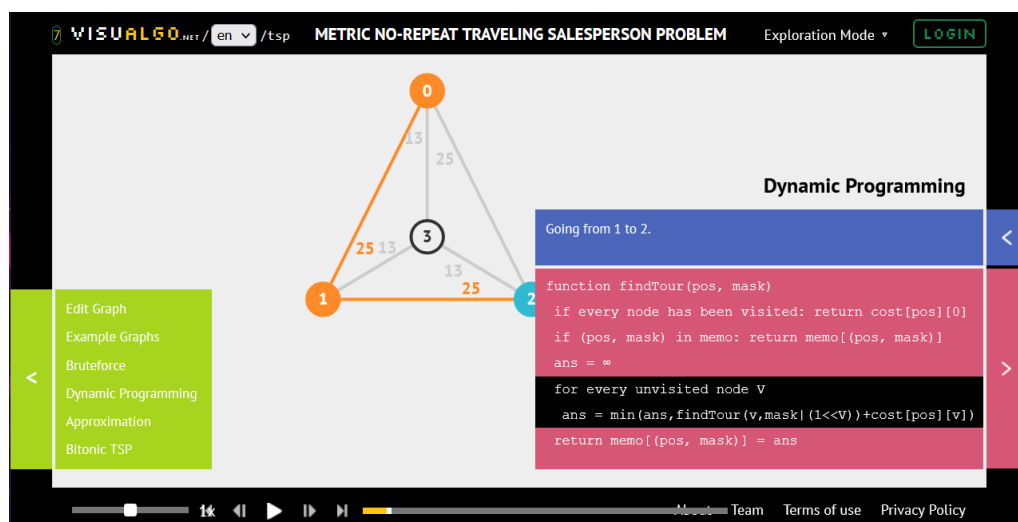 7 VISUALGO.NET / en /tsp METRIC NO-REPEAT TRAVELING SALESPERSON PROBLEM Exploration Mode ▾ LOGIN
0
13
25
3
25 13
13
25
1
2
Dynamic Programming
Going from 1 to 2.
<
function findTour(pos, mask)
if every node has been visited: return cost[pos][0]
if (pos, mask) in memo: return memo[(pos, mask)]
ans = ∞
for every unvisited node V
ans = min(ans,findTour(v,mask|(1<<V))+cost[pos][v])
return memo[(pos, mask)] = ans
>
Edit Graph
Example Graphs
Bruteforce
Dynamic Programming
Approximation
Bitonic TSP
<
1x About Team Terms of use Privacy Policy